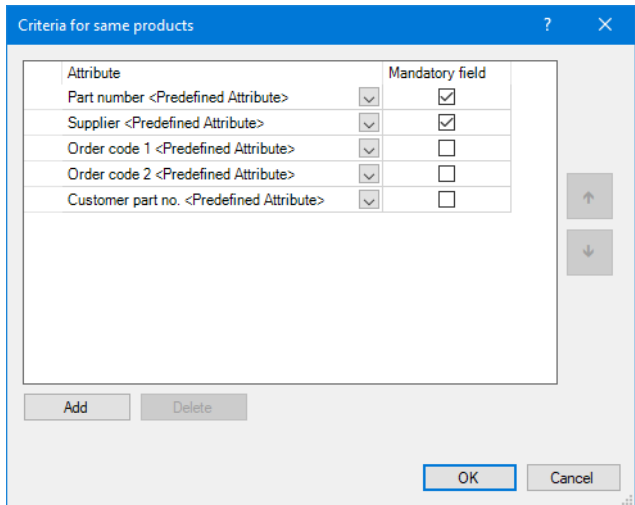 Criteria for same products ?
Attribute Mandatory field
Part number <Predefined Attribute>
Supplier <Predefined Attribute>
Order code 1 <Predefined Attribute>
Order code 2 <Predefined Attribute>
Customer part no. <Predefined Attribute>
Add Delete
OK Cancel